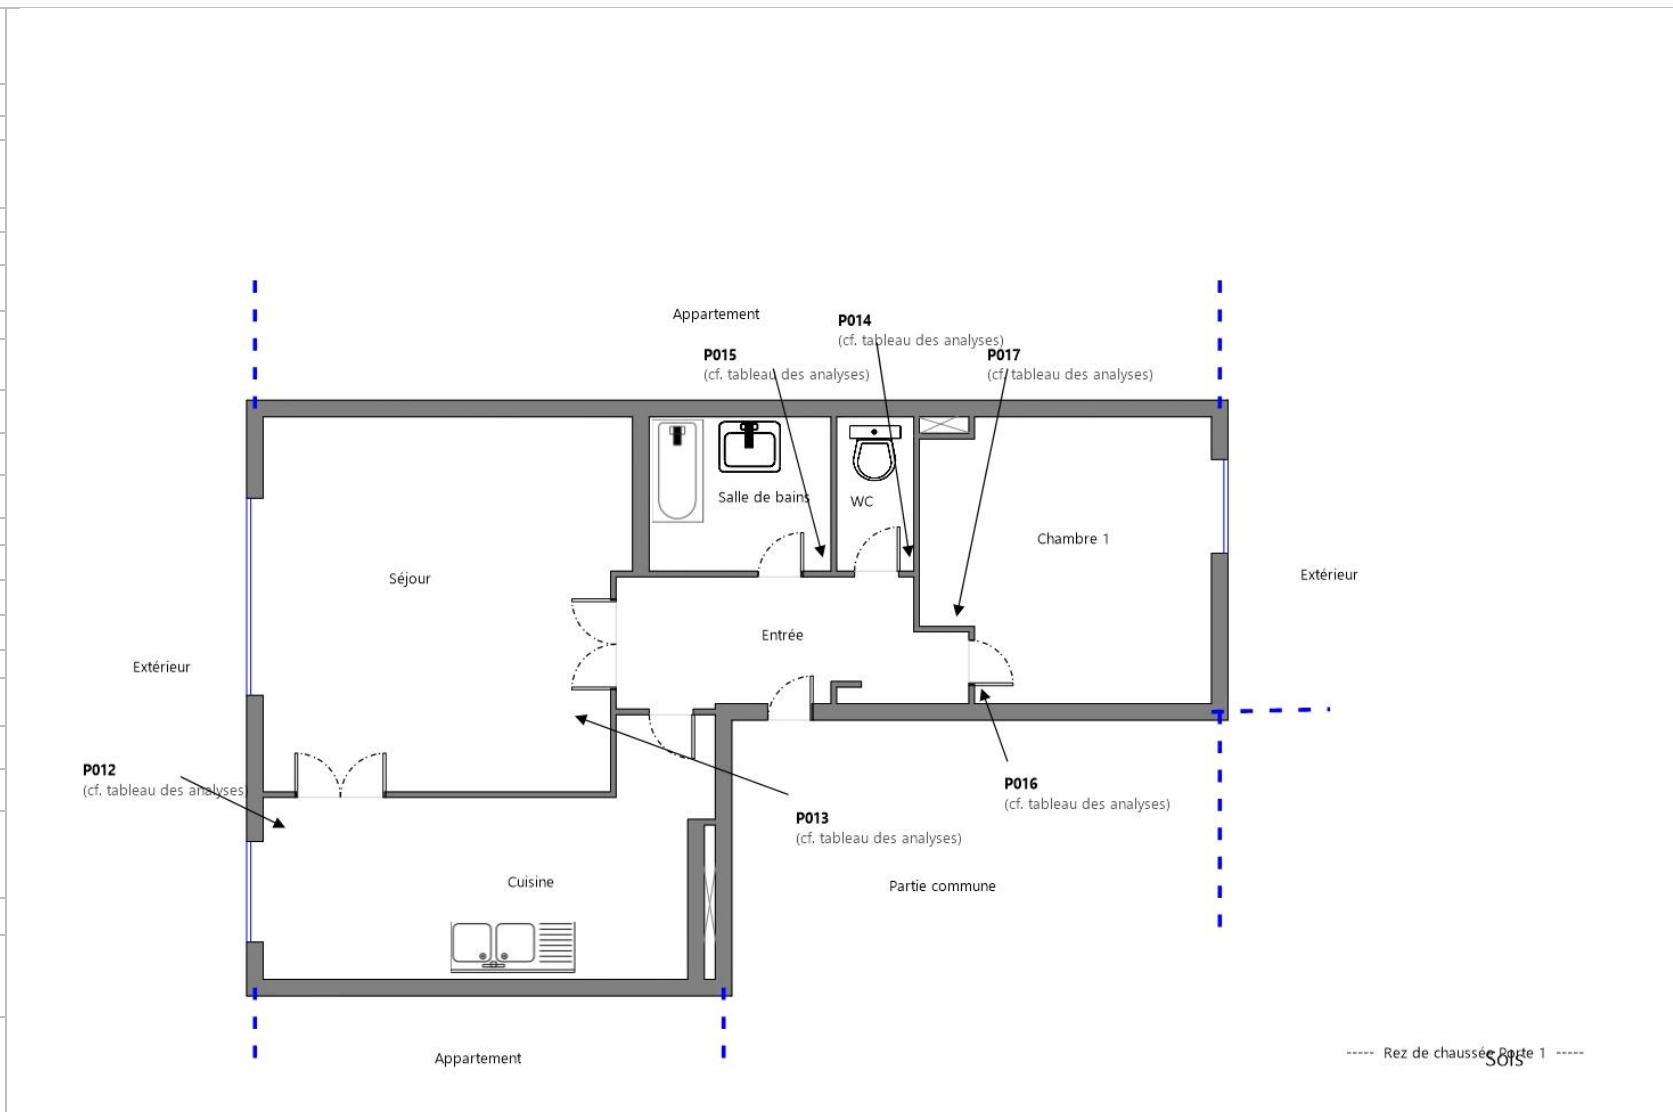 Appartement
P014
(cf. tableau des analyses)
P015
(cf. tableau des analyses)
P017
(cf. tableau des analyses)
Salle de bains
WC
Chambre 1
Séjour
Extérieur
Entrée
Extérieur
P012
(cf. tableau des analyses)
P016
(cf. tableau des analyses)
P013
(cf. tableau des analyses)
Cuisine
Partie commune
Appartement
----- Rez de chaussée Porte 1 -----
Sols